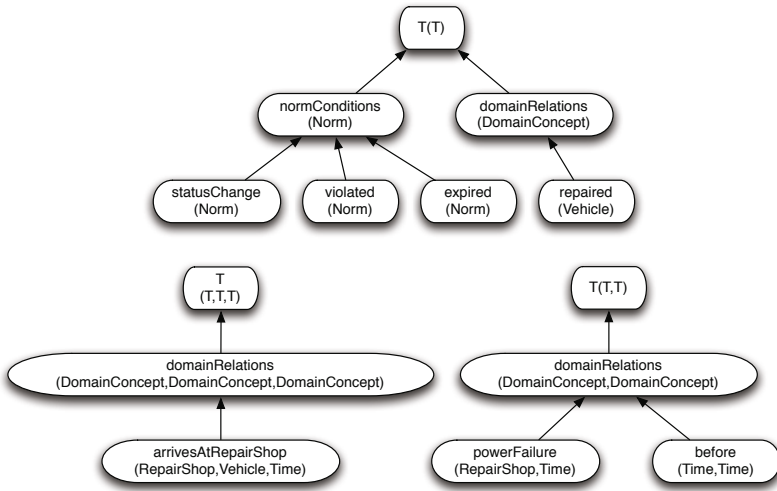 T(T)
normConditions
(Norm)
domainRelations
(DomainConcept)
statusChange
(Norm)
violated
(Norm)
expired
(Norm)
repaired
(Vehicle)
T
(T,T,T)
T(T,T)
domainRelations
(DomainConcept,DomainConcept,DomainConcept)
domainRelations
(DomainConcept,DomainConcept)
arrivesAtRepairShop
(RepairShop,Vehicle,Time)
powerFailure
(RepairShop,Time)
before
(Time,Time)